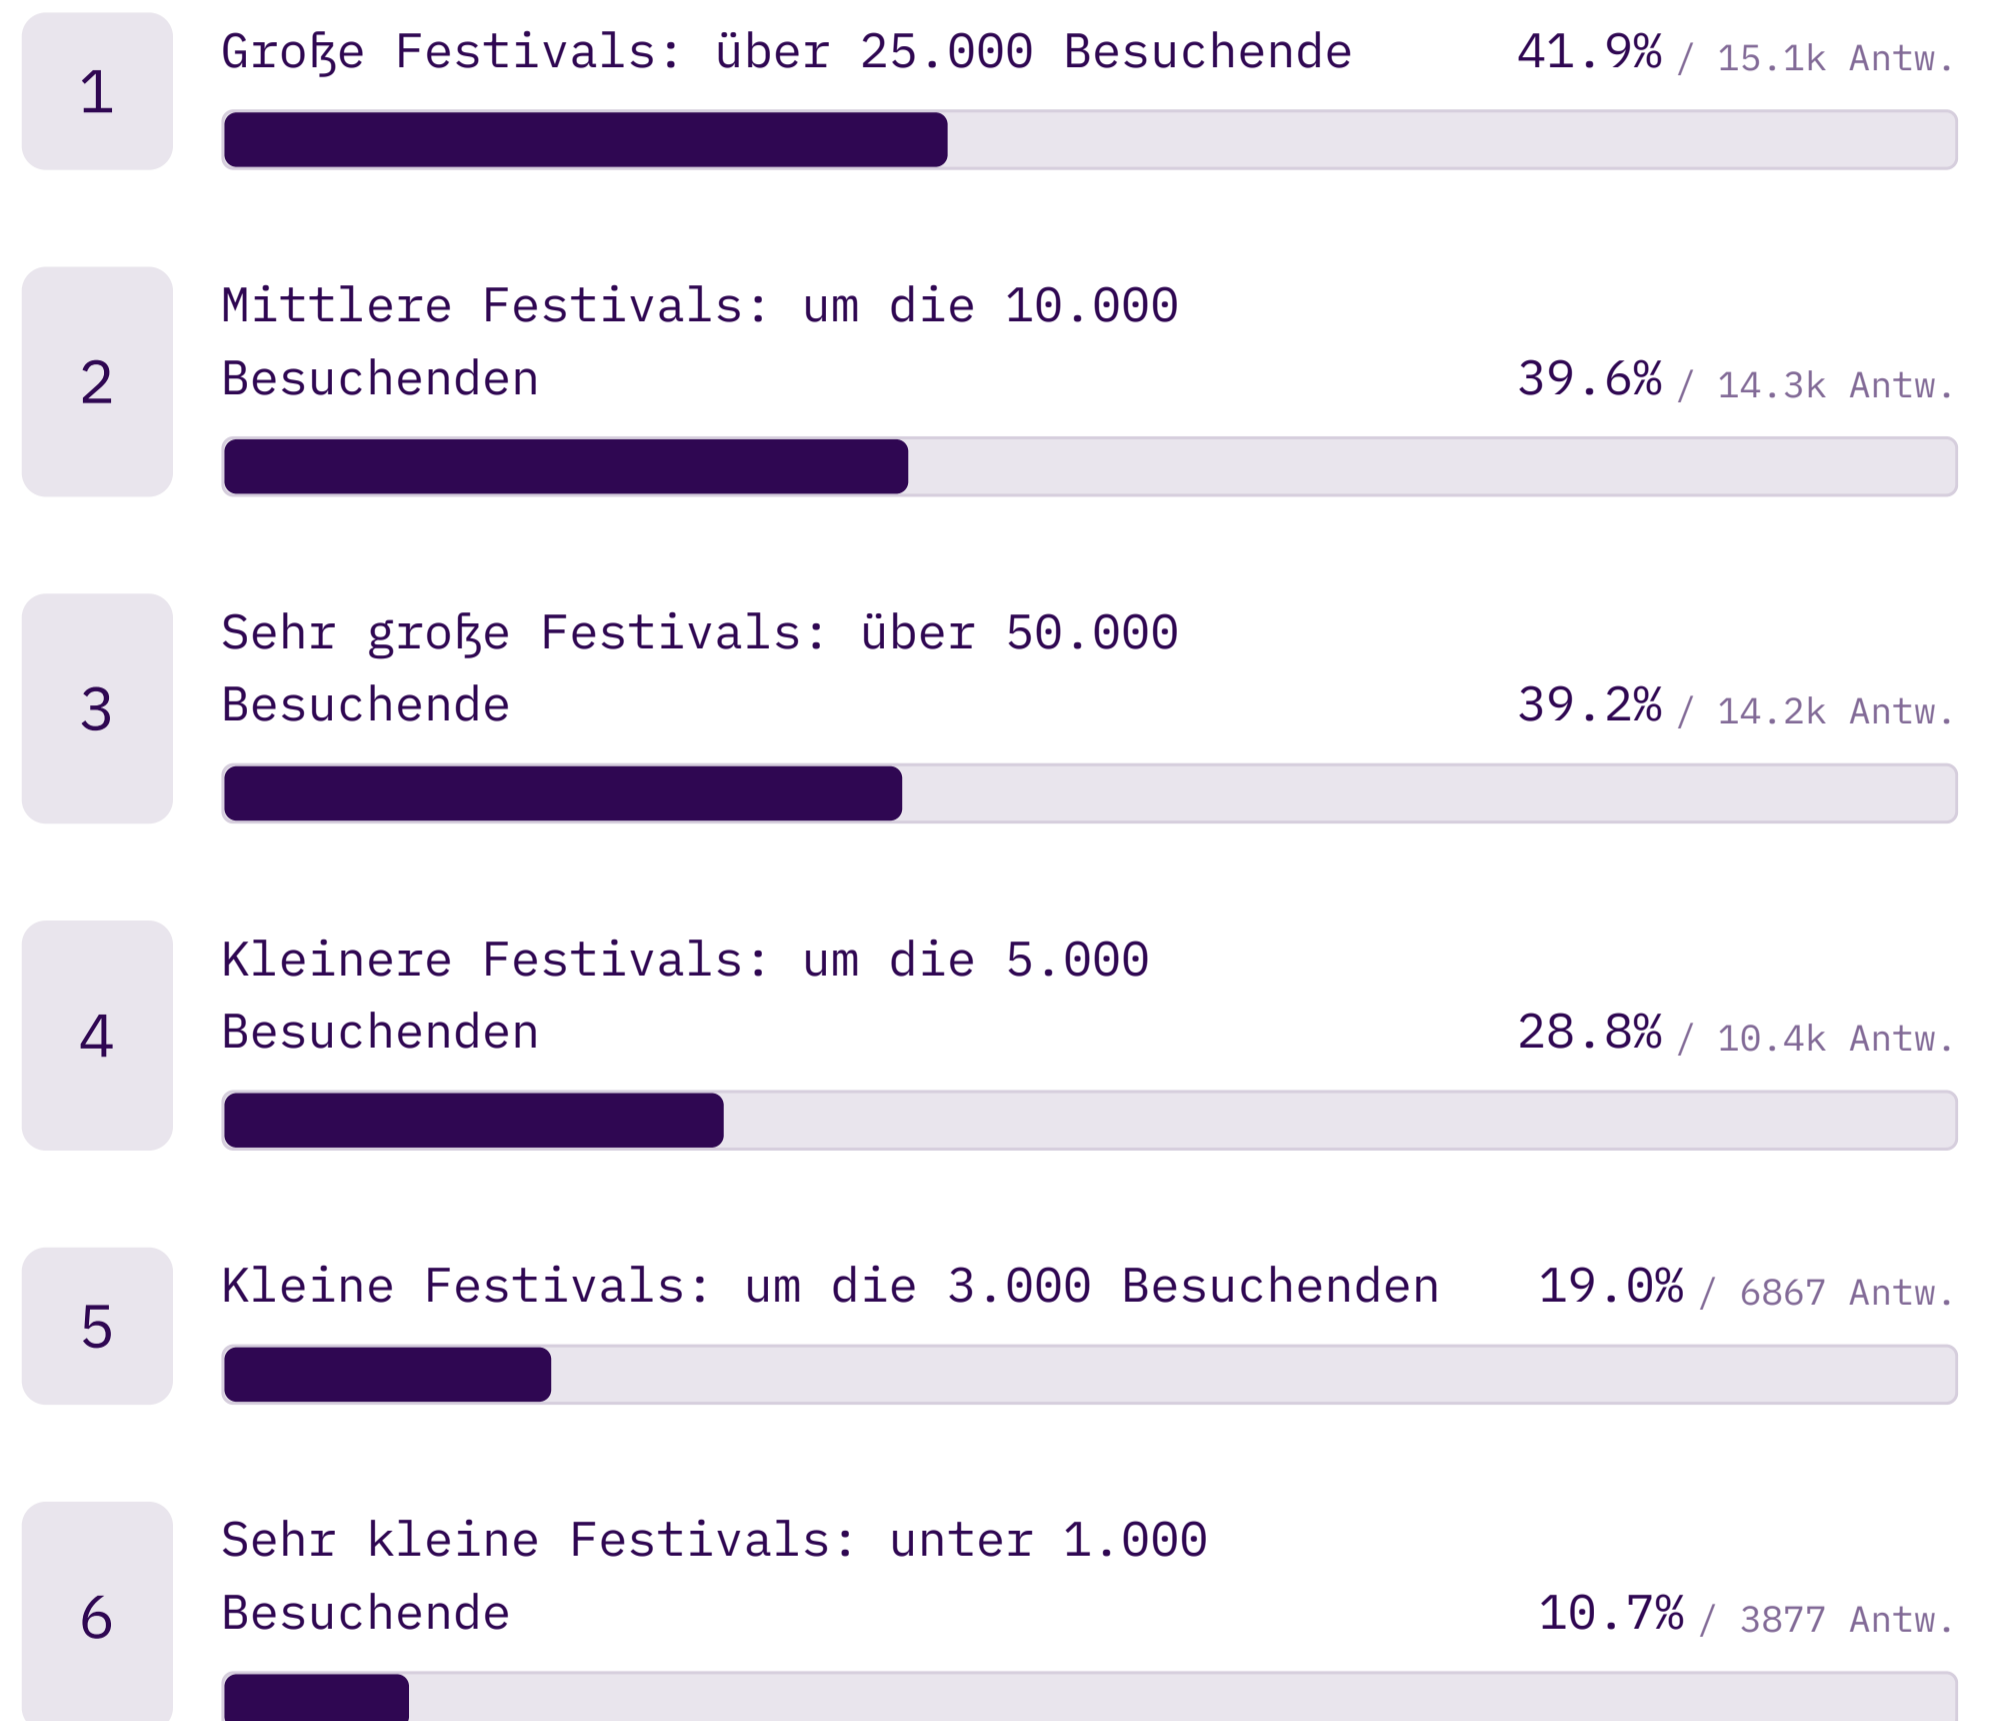 1
Große Festivals: über 25.000 Besuchende 41.9% / 15.1k Antw.
2
Mittlere Festivals: um die 10.000
Besuchenden 39.6% / 14.3k Antw.
3
Sehr große Festivals: über 50.000
Besuchende 39.2% / 14.2k Antw.
4
Kleinere Festivals: um die 5.000
Besuchenden 28.8% / 10.4k Antw.
5
Kleine Festivals: um die 3.000 Besuchenden 19.0% / 6867 Antw.
6
Sehr kleine Festivals: unter 1.000
Besuchende 10.7% / 3877 Antw.